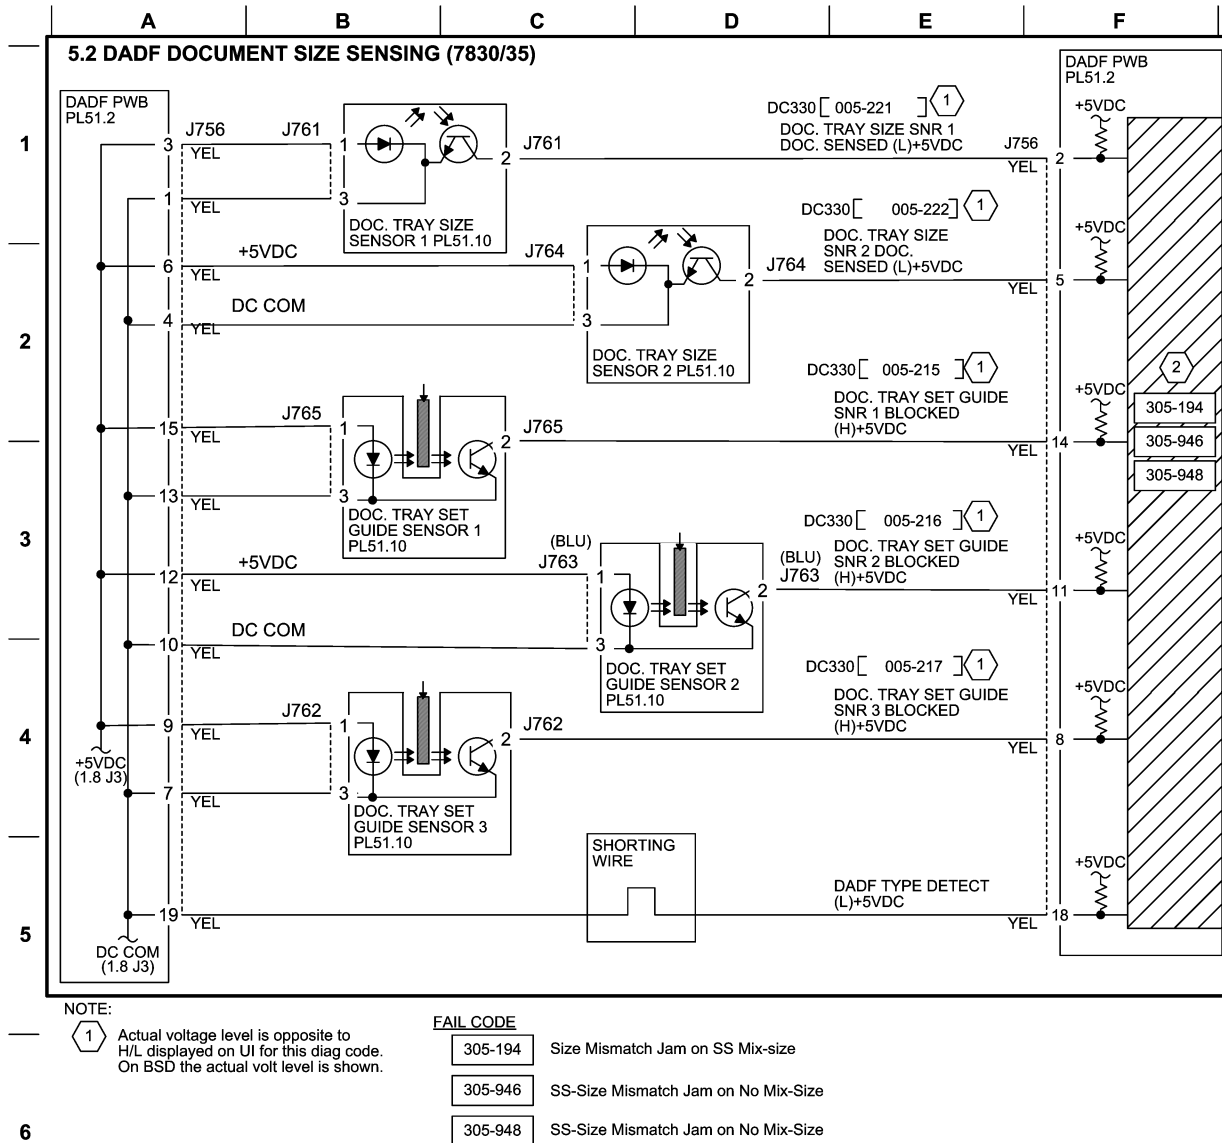 A B C D E F
5.2 DADF DOCUMENT SIZE SENSING (7830/35)
DADF PWB
PL51.2
DADF PWB
PL51.2
1
3 J756 YEL J761 1
2 J761
DC330 [ 005-221 ] 1
DOC. TRAY SIZE SNR 1
DOC. SENSED (L)+5VDC
J756 YEL 2
+5VDC
1 YEL 3
DOC. TRAY SIZE
SENSOR 1 PL51.10
DC330 [ 005-222 ] 1
DOC. TRAY SIZE
SNR 2 DOC.
SENSED (L)+5VDC
+5VDC
6 YEL +5VDC J764 1
2 J764
YEL 5
2
4 YEL DC COM 3
DOC. TRAY SIZE
SENSOR 2 PL51.10
DC330 [ 005-215 ] 1
DOC. TRAY SET GUIDE
SNR 1 BLOCKED
(H)+5VDC
+5VDC
2
305-194
305-946
305-948
15 YEL J765 1
2 J765
YEL 14
3
13 YEL 3
DOC. TRAY SET
GUIDE SENSOR 1
PL51.10
DC330 [ 005-216 ] 1
DOC. TRAY SET GUIDE
SNR 2 BLOCKED
(H)+5VDC
+5VDC
12 YEL +5VDC (BLU)
J763 1
2 (BLU)
J763
YEL 11
10 YEL DC COM 3
DOC. TRAY SET
GUIDE SENSOR 2
PL51.10
DC330 [ 005-217 ] 1
DOC. TRAY SET GUIDE
SNR 3 BLOCKED
(H)+5VDC
+5VDC
4
9 YEL J762 1
2 J762
YEL 8
+5VDC
(1.8 J3)
7 YEL 3
DOC. TRAY SET
GUIDE SENSOR 3
PL51.10
SHORTING
WIRE
DADF TYPE DETECT
(L)+5VDC
+5VDC
5
19 YEL
YEL 18
DC COM
(1.8 J3)
NOTE:
1 Actual voltage level is opposite to
H/L displayed on UI for this diag code.
On BSD the actual volt level is shown.
FAIL CODE
305-194 Size Mismatch Jam on SS Mix-size
305-946 SS-Size Mismatch Jam on No Mix-Size
305-948 SS-Size Mismatch Jam on No Mix-Size
6